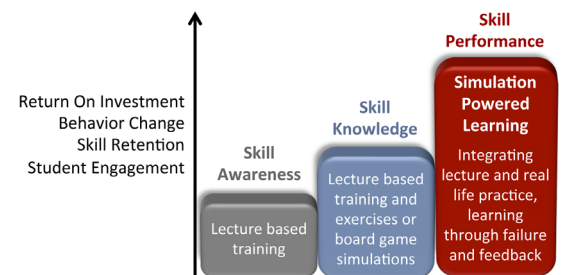 Return On Investment
Behavior Change
Skill Retention
Student Engagement
Skill
Awareness
Lecture based
training
Skill
Knowledge
Lecture based
training and
exercises or
board game
simulations
Skill
Performance
Simulation
Powered
Learning
Integrating
lecture and real
life practice,
learning
through failure
and feedback